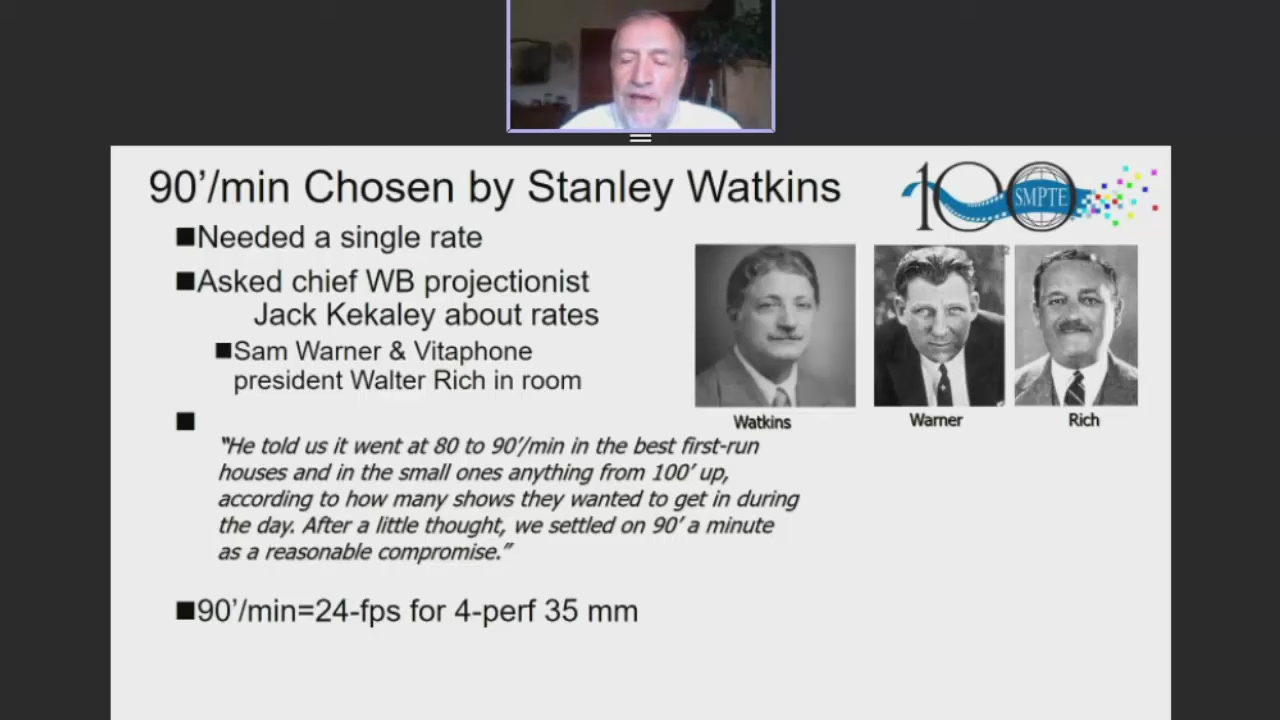 90'/min Chosen by Stanley Watkins
100
SMPTE
Needed a single rate
Asked chief WB projectionist
Jack Kekaley about rates
Sam Warner & Vitaphone
president Walter Rich in room
Watkins
Warner
Rich
"He told us it went at 80 to 90'/min in the best first-run
houses and in the small ones anything from 100' up,
according to how many shows they wanted to get in during
the day. After a little thought, we settled on 90' a minute
as a reasonable compromise."
90'/min=24-fps for 4-perf 35 mm